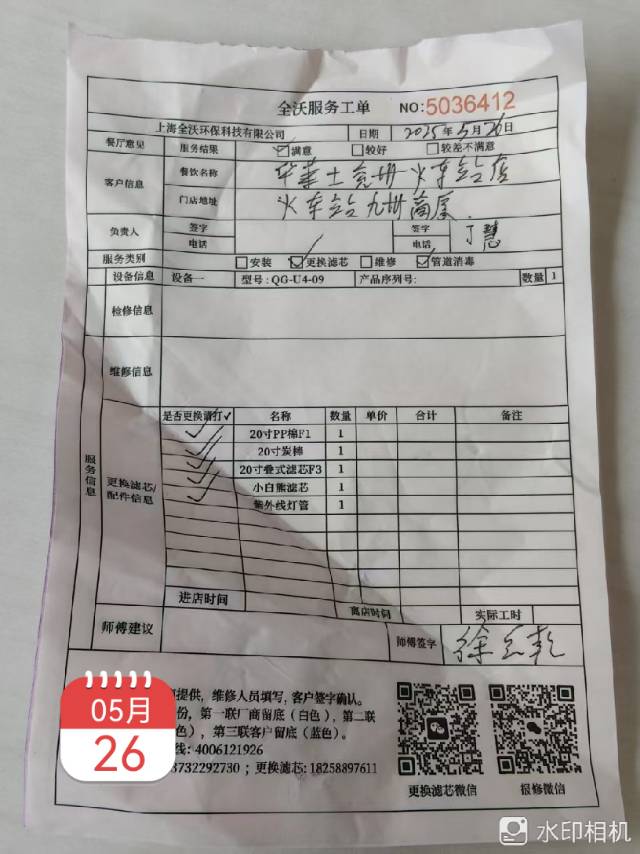 全沃服务工单 NO:5036412
上海全沃环保科技有限公司 日期 2025年5月26日
餐厅意见 服务结果 ☑满意 □较好 □较差不满意
客户信息 餐饮名称 华莱士兖州火车站店
门店地址 火车站九州商厦
负责人 签字 电话 签字 电话 丁慧
服务类别 □安装 ☑更换滤芯 □维修 ☑管道消毒
设备信息 设备一 型号:QG-U4-09 产品序列号: 数量 1
检修信息
维修信息
服务信息
更换滤芯/配件信息
是否更换请打✓ 名称 数量 单价 合计 备注
✓ 20寸PP棉F1 1
✓ 20寸炭棒 1
✓ 20寸叠式滤芯F3 1
✓ 小白熊滤芯 1
紫外线灯管 1
进店时间 离店时间 实际工时
师傅建议 师傅签字 徐
提供，维修人员填写，客户签字确认。
份，第一联厂商留底（白色），第二联
色），第三联客户留底（蓝色）。
线: 4006121926
8732292730；更换滤芯: 18258897611
更换滤芯微信 报修微信
05月
26
水印相机